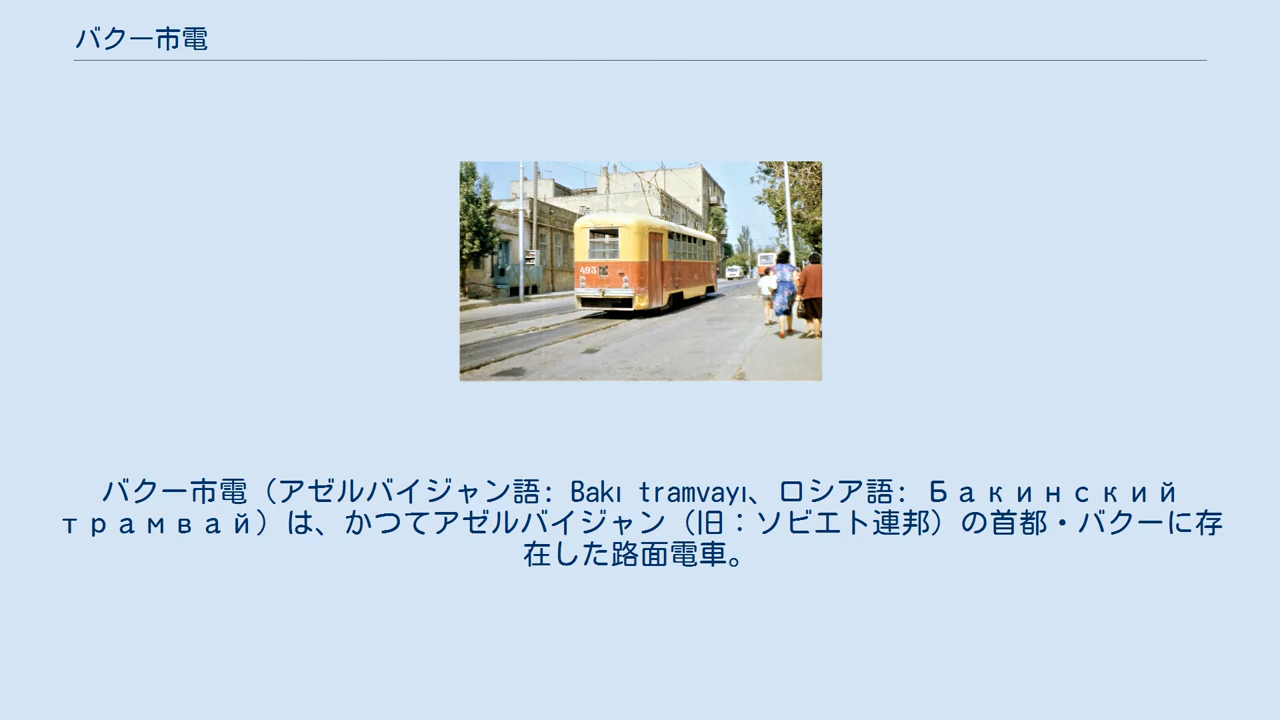 バクー市電
493
バクー市電（アゼルバイジャン語: Bakı tramvayı、ロシア語: Бакинский
трамвай）は、かつてアゼルバイジャン（旧：ソビエト連邦）の首都・バクーに存
在した路面電車。